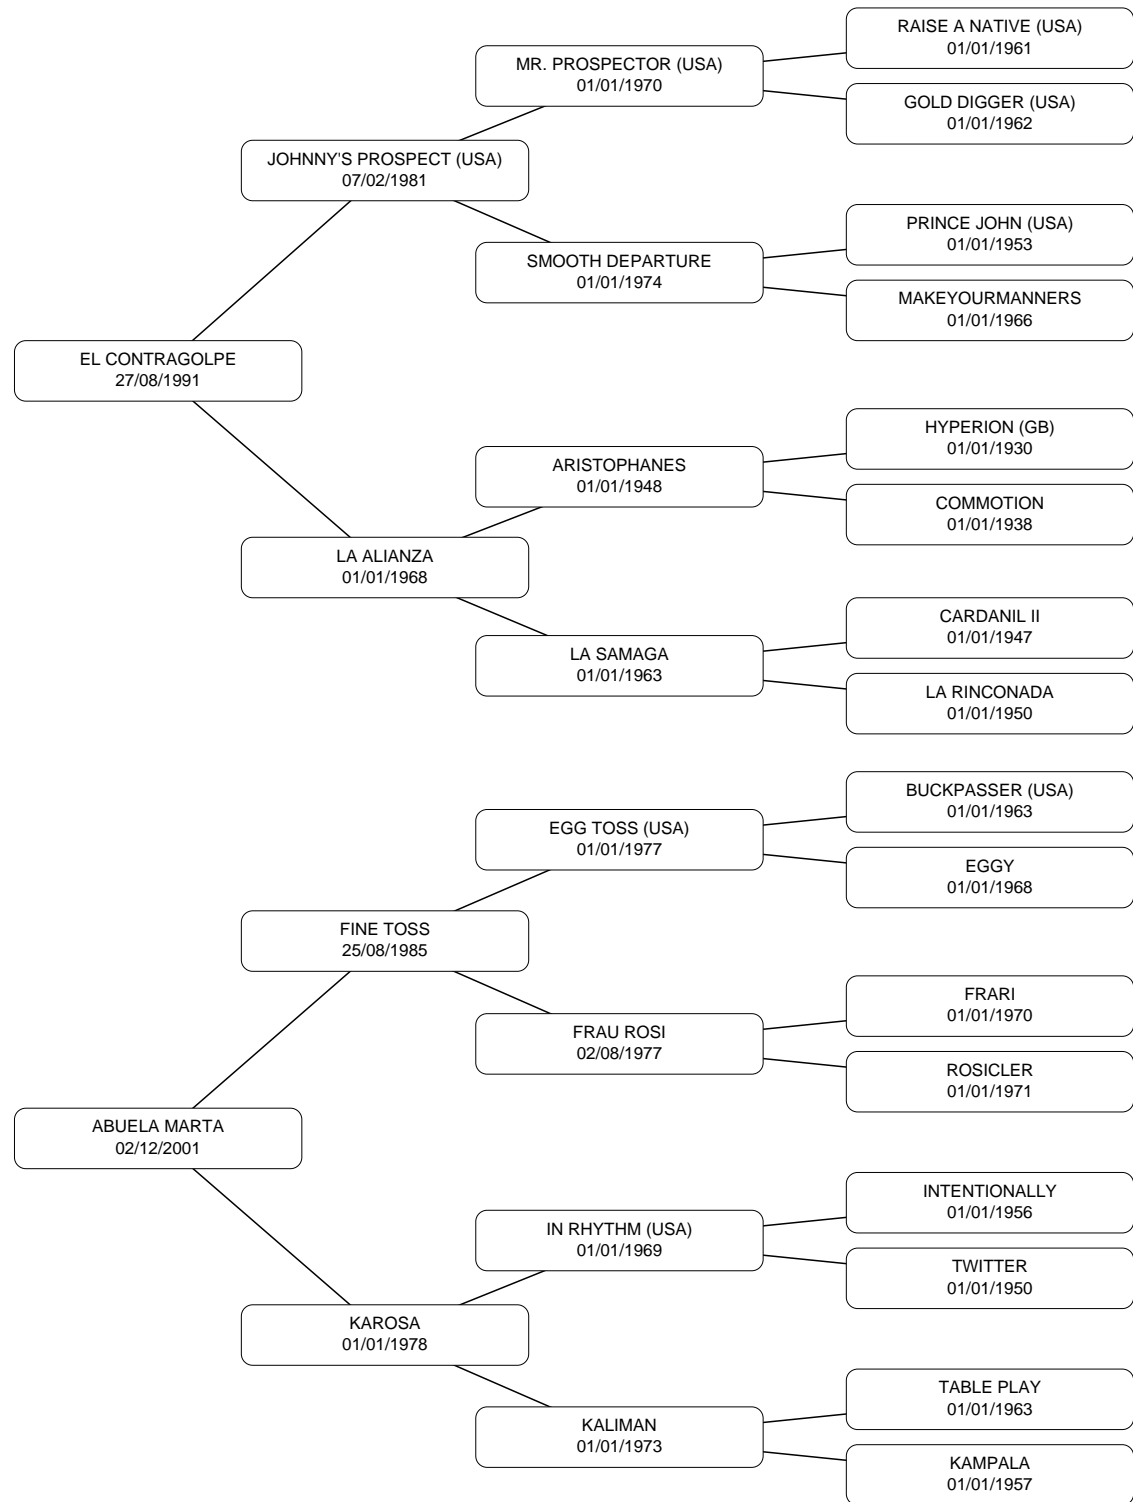 RAISE A NATIVE (USA)
01/01/1961
MR. PROSPECTOR (USA)
01/01/1970
GOLD DIGGER (USA)
01/01/1962
JOHNNY'S PROSPECT (USA)
07/02/1981
PRINCE JOHN (USA)
01/01/1953
SMOOTH DEPARTURE
01/01/1974
MAKEYOURMANNERS
01/01/1966
EL CONTRAGOLPE
27/08/1991
HYPERION (GB)
01/01/1930
ARISTOPHANES
01/01/1948
COMMOTION
01/01/1938
LA ALIANZA
01/01/1968
CARDANIL II
01/01/1947
LA SAMAGA
01/01/1963
LA RINCONADA
01/01/1950
BUCKPASSER (USA)
01/01/1963
EGG TOSS (USA)
01/01/1977
EGGY
01/01/1968
FINE TOSS
25/08/1985
FRARI
01/01/1970
FRAU ROSI
02/08/1977
ROSICLER
01/01/1971
ABUELA MARTA
02/12/2001
INTENTIONALLY
01/01/1956
IN RHYTHM (USA)
01/01/1969
TWITTER
01/01/1950
KAROSA
01/01/1978
TABLE PLAY
01/01/1963
KALIMAN
01/01/1973
KAMPALA
01/01/1957